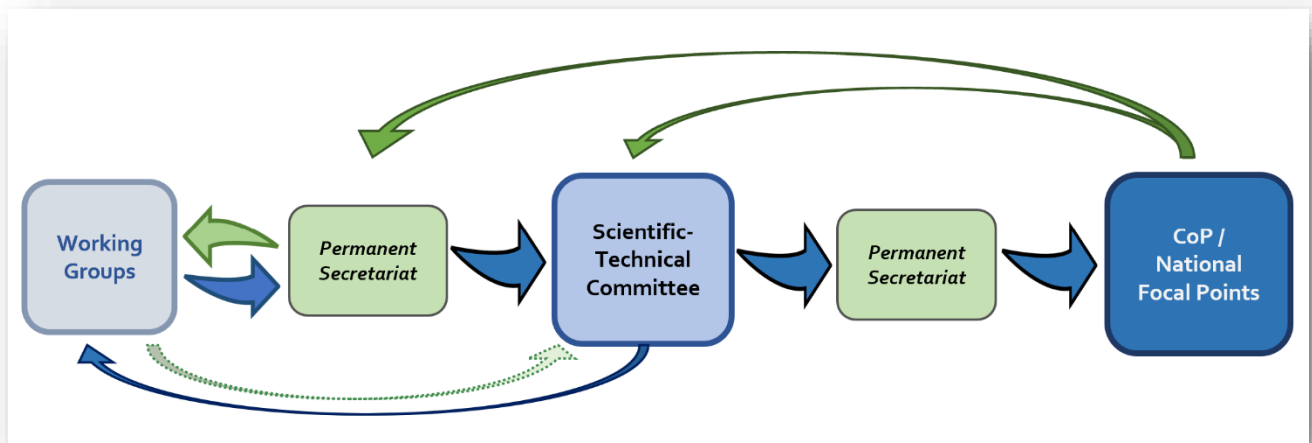 Working
Groups
Permanent
Secretariat
Scientific-
Technical
Committee
Permanent
Secretariat
CoP /
National
Focal Points